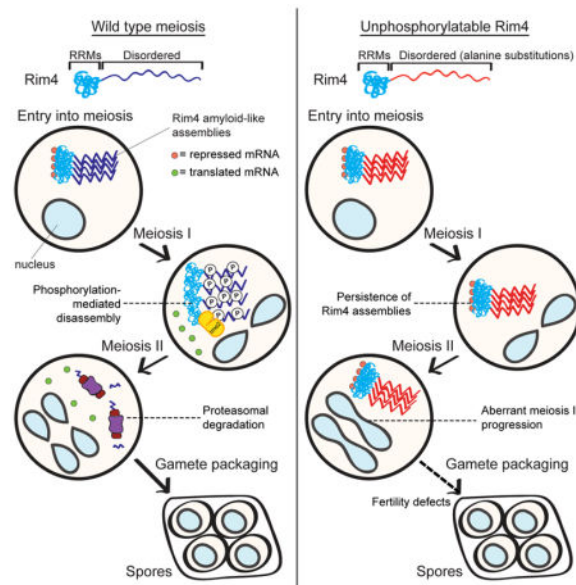 Wild type meiosis
RRMs Disordered
Rim4
Entry into meiosis
Rim4 amyloid-like
assemblies
= repressed mRNA
= translated mRNA
nucleus
Meiosis I
P P P P P P P P
Phosphorylation-
mediated
disassembly
Meiosis II
Proteasomal
degradation
Gamete packaging
Spores
Unphosphorylatable Rim4
RRMs Disordered (alanine substitutions)
Rim4
Entry into meiosis
Meiosis I
Persistence of
Rim4 assemblies
Meiosis II
Aberrant meiosis I
progression
Gamete packaging
Fertility defects
Spores